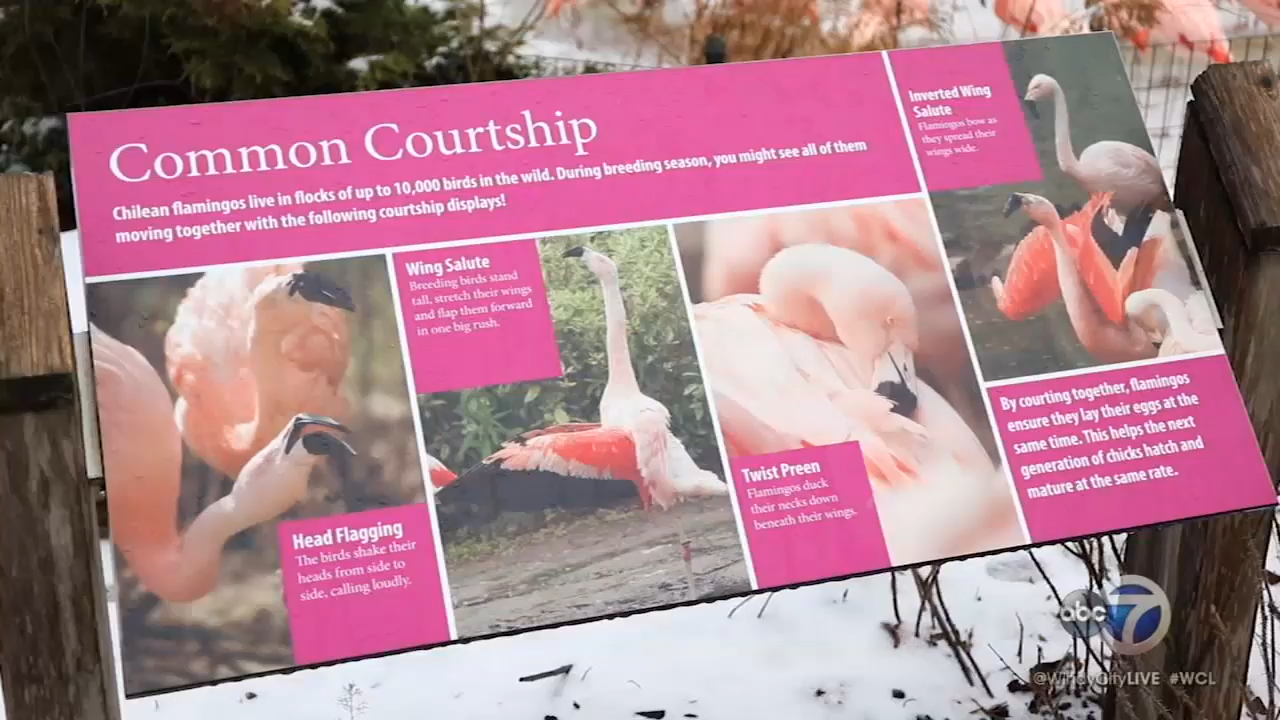 Common Courtship
Chilean flamingos live in flocks of up to 10,000 birds in the wild. During breeding season, you might see all of them
moving together with the following courtship displays!
Head Flagging
The birds shake their
heads from side to
side, calling loudly.
Wing Salute
Breeding birds stand
tall, stretch their wings
and flap them forward
in one big rush.
Twist Preen
Flamingos duck
their necks down
beneath their wings.
Inverted Wing
Salute
Flamingos bow as
they spread their
wings wide.
By courting together, flamingos
ensure they lay their eggs at the
same time. This helps the next
generation of chicks hatch and
mature at the same rate.
abc 7
@WindyCityLIVE #WCL